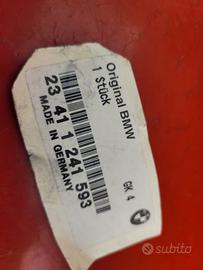 Original BMW
1 Stück
GK 4
23 41 1 241 593
MADE IN GERMANY
subito